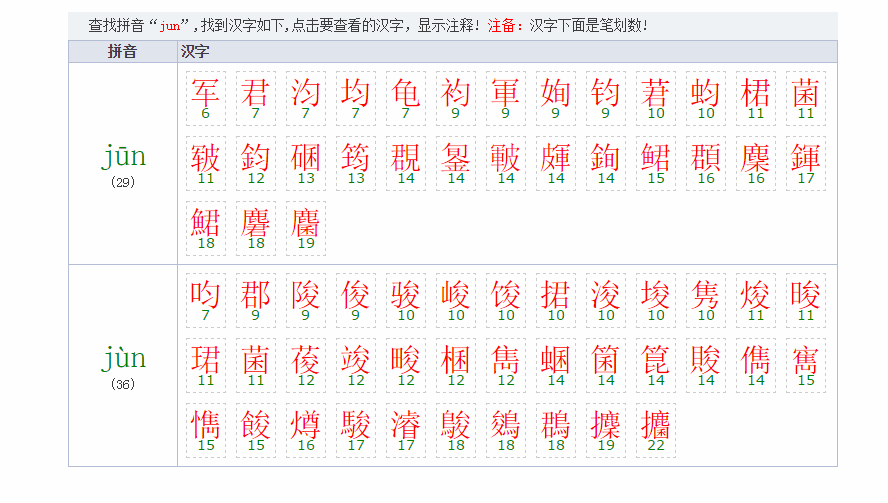 查找拼音“jun”,找到汉字如下,点击要查看的汉字，显示注释! 注备：汉字下面是笔划数!
拼音 汉字
jūn
(29)
军 君 汮 均 龟 袀 軍 姰 钧 莙 蚐 桾 菌
6 7 7 7 7 9 9 9 9 10 10 11 11
皲 鈞 碅 筠 覠 皸 皹 銞 鲪 頵 麇 鍕
11 12 13 13 14 14 14 14 14 15 16 16 17
鮶 麏 麕
18 18 19
jùn
(36)
呁 郡 陖 俊 骏 峻 馂 捃 浚 埈 隽 焌 晙
7 9 9 9 10 10 10 10 10 10 10 11 11
珺 菌 葰 竣 畯 棞 雋 蜠 箘 箟 賐 儁 寯
11 11 12 12 12 12 12 14 14 14 14 14 15
懏 餕 燇 駿 濬 鵔 鵕 鵘 攈 攟
15 15 16 17 17 18 18 18 19 22